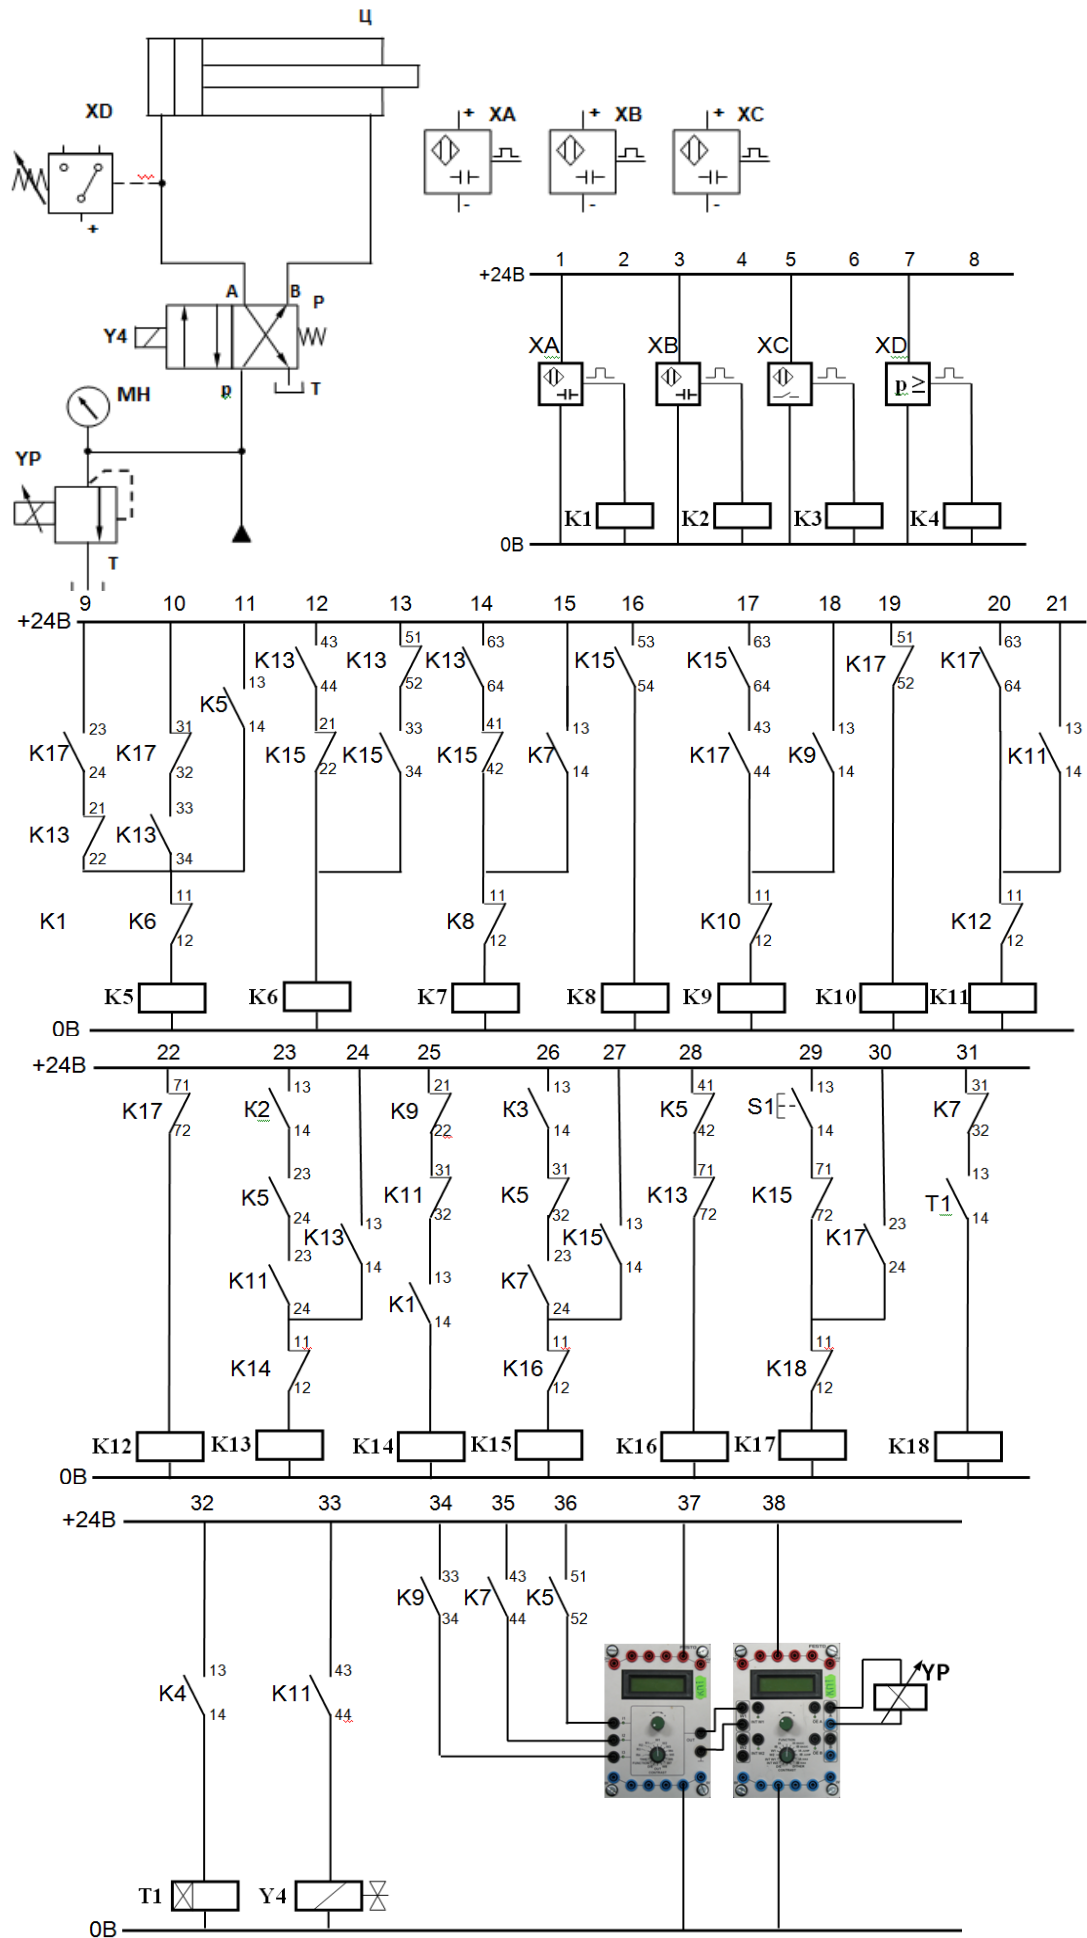 Ц
XD
+ XA + XB + XC
+
- - -
A B P
Y4
МН
p T
YP
T
1 2 3 4 5 6 7 8
+24В
XA XB XC XD
p ≥
K1 K2 K3 K4
0В
9 10 11 12 13 14 15 16 17 18 19 20 21
+24В
43 51 63 53 63 51 63
K13 K13 K13 K15 K15 K17 K17
13 44 52 64 54 64 52 64
K5
23 31 14 21 33 41 13 43 13 13
K17 K17 K15 K15 K15 K7 K17 K9 K11
24 32 22 34 42 14 44 14 14
21 33
K13 K13
22 34
11 11 11 11
K1 K6 K8 K10 K12
12 12 12 12
K5 K6 K7 K8 K9 K10 K11
0В
22 23 24 25 26 27 28 29 30 31
+24В
71 13 21 13 41 13 31
K17 K2 K9 K3 K5 S1 K7
72 14 22 14 42 14 32
23 31 31 71 71 13
K5 K11 K5 K13 K15 T1
24 32 32 72 72 14
13 13 23
K13 K15 K17
14 14 24
23 13 23
K11 K1 K7
24 14 24
11 11 11
K14 K16 K18
12 12 12
K12 K13 K14 K15 K16 K17 K18
0В
32 33 34 35 36 37 38
+24В
33 43 51
K9 K7 K5
34 44 52
13 43
K4 K11 YP
14 44
T1 Y4
0В